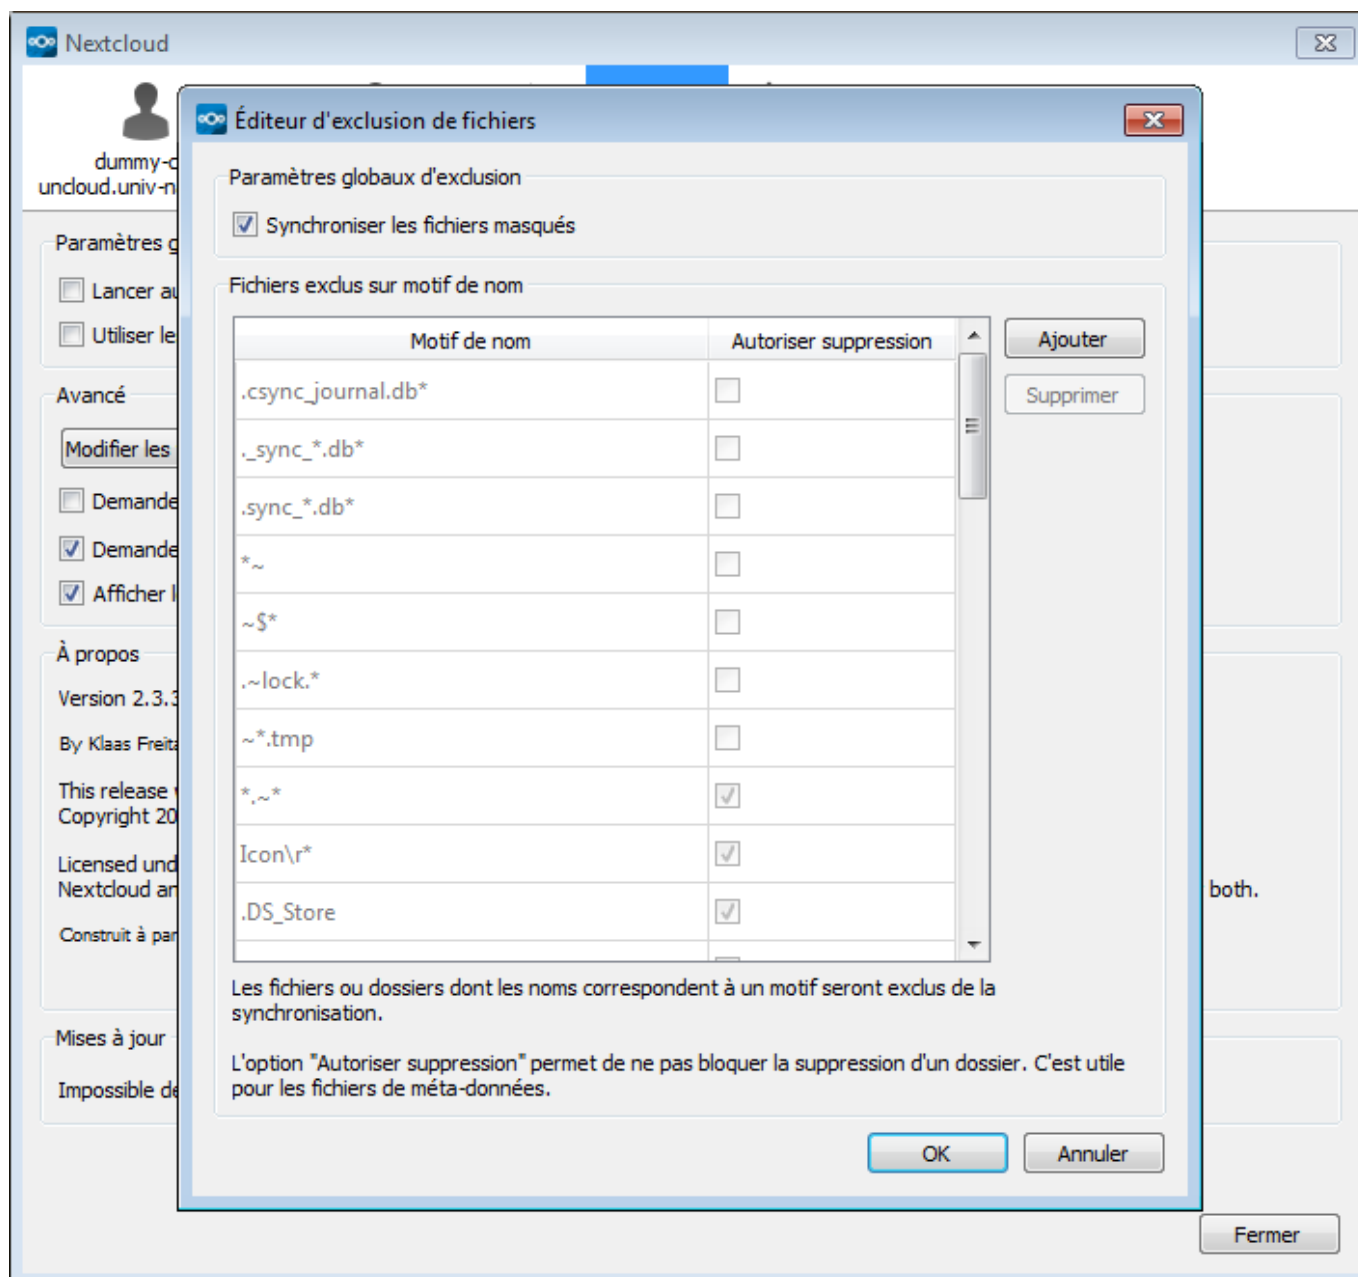 Nextcloud
Éditeur d'exclusion de fichiers
dummy-c
uncloud.univ-n
Paramètres globaux d'exclusion
Synchroniser les fichiers masqués
Paramètres g
Lancer au
Utiliser le
Fichiers exclus sur motif de nom
Motif de nom
Autoriser suppression
Ajouter
Supprimer
.csync_journal.db*
._sync_*.db*
.sync_*.db*
*~
~$*
.~lock.*
~*.tmp
*.~*
Icon\r*
.DS_Store
Avancé
Modifier les
Demande
Demande
Afficher l
À propos
Version 2.3.3
By Klaas Freita
This release
Copyright 20
Licensed und
Nextcloud an
both.
Construit à par
Les fichiers ou dossiers dont les noms correspondent à un motif seront exclus de la
synchronisation.
L'option "Autoriser suppression" permet de ne pas bloquer la suppression d'un dossier. C'est utile
pour les fichiers de méta-données.
Mises à jour
Impossible de
OK
Annuler
Fermer